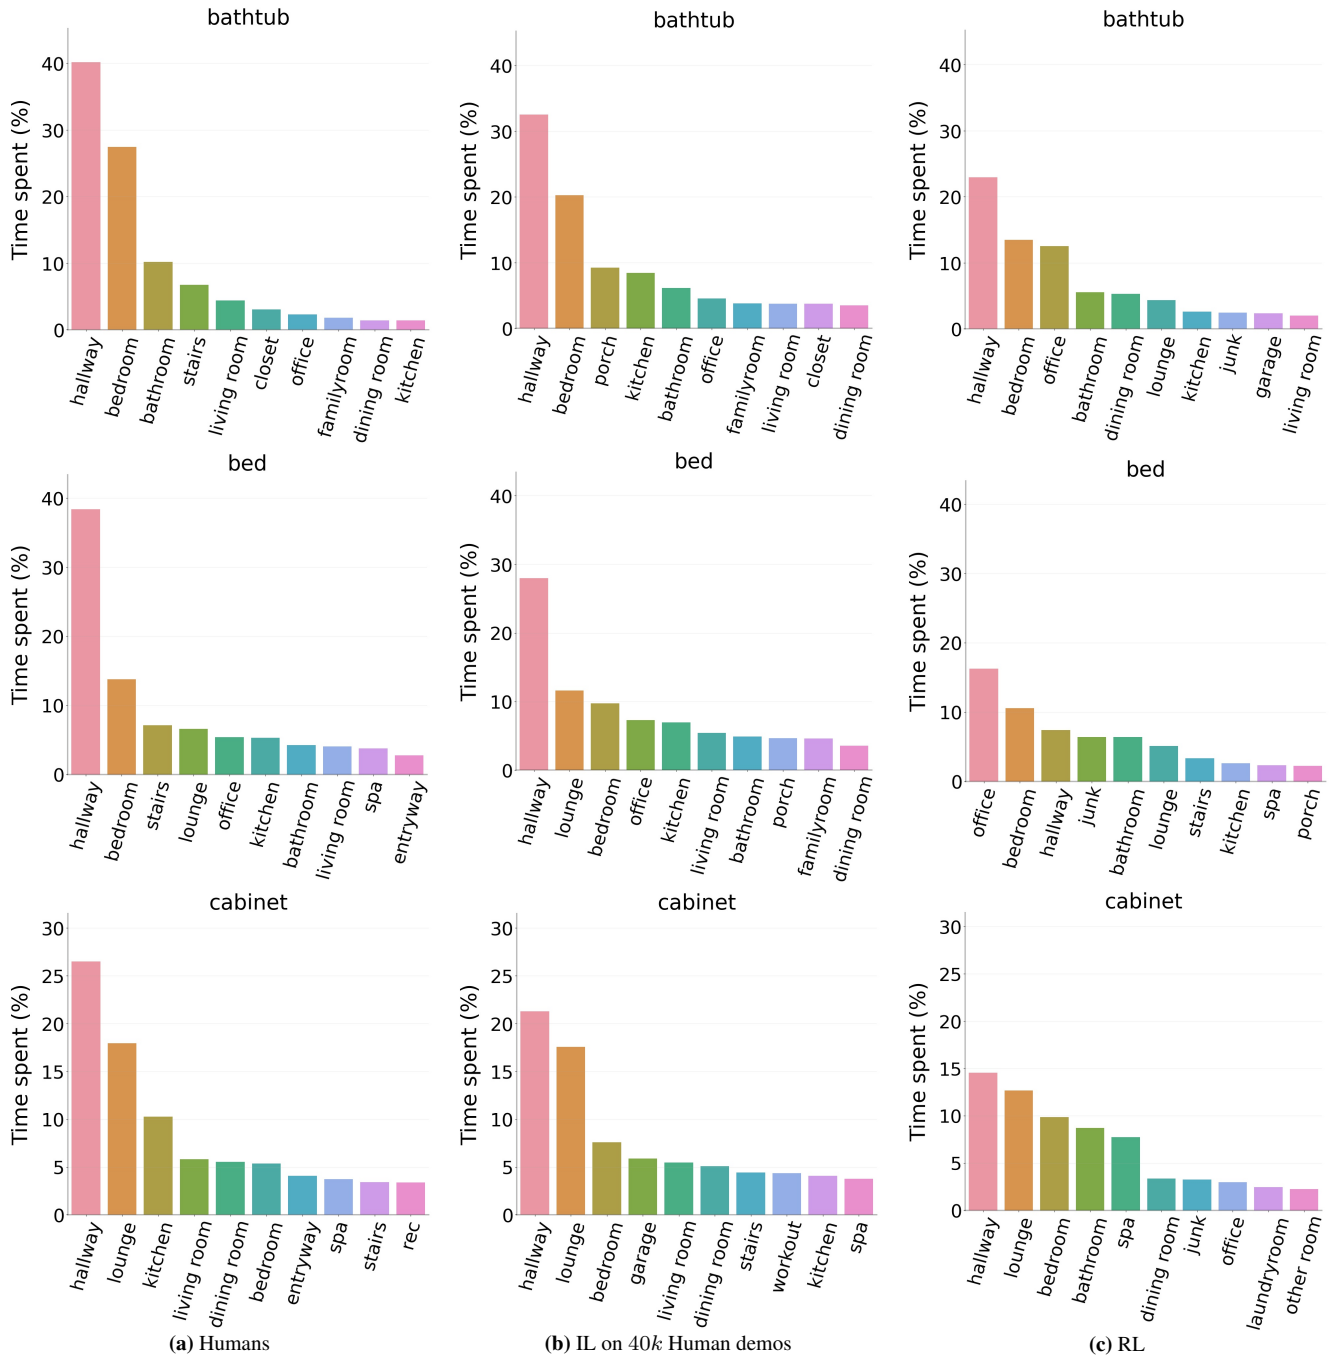 bathtub
Time spent (%)
40
30
20
10
0
hallway
bedroom
bathroom
stairs
living room
closet
office
familyroom
dining room
kitchen
bathtub
Time spent (%)
40
30
20
10
0
hallway
bedroom
porch
kitchen
bathroom
office
familyroom
living room
closet
dining room
bathtub
Time spent (%)
40
30
20
10
0
hallway
bedroom
office
bathroom
dining room
lounge
kitchen
junk
garage
living room
bed
Time spent (%)
40
30
20
10
0
hallway
bedroom
stairs
lounge
office
kitchen
bathroom
living room
spa
entryway
bed
Time spent (%)
40
30
20
10
0
hallway
lounge
bedroom
office
kitchen
living room
bathroom
porch
familyroom
dining room
bed
Time spent (%)
40
30
20
10
0
office
bedroom
hallway
junk
bathroom
lounge
stairs
kitchen
spa
porch
cabinet
Time spent (%)
30
25
20
15
10
5
0
hallway
lounge
kitchen
living room
dining room
bedroom
entryway
spa
stairs
rec
cabinet
Time spent (%)
30
25
20
15
10
5
0
hallway
lounge
bedroom
garage
living room
dining room
stairs
workout
kitchen
spa
cabinet
Time spent (%)
30
25
20
15
10
5
0
hallway
lounge
bedroom
bathroom
spa
dining room
junk
office
laundryroom
other room
(a) Humans
(b) IL on 40k Human demos
(c) RL